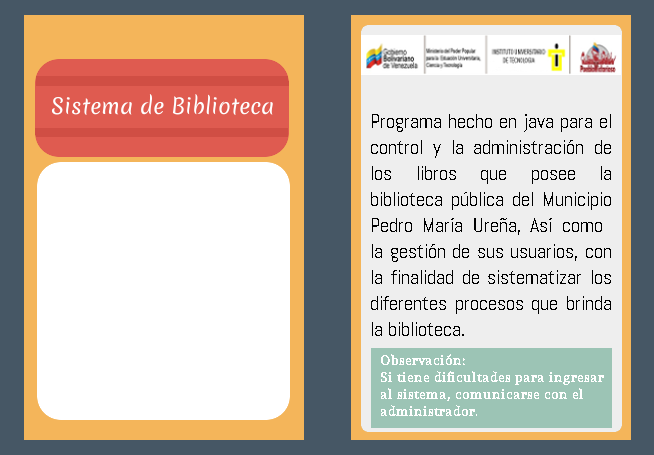 Sistema de Biblioteca
Gobierno
Bolivariano
de Venezuela
Ministerio del Poder Popular
para la Educación Universitaria,
Ciencia y Tecnología
INSTITUTO UNIVERSITARIO
DE TECNOLOGÍA
Programa hecho en java para el
control y la administración de
los libros que posee la
biblioteca pública del Municipio
Pedro María Ureña, Así como
la gestión de sus usuarios, con
la finalidad de sistematizar los
diferentes procesos que brinda
la biblioteca.
Observación:
Si tiene dificultades para ingresar
al sistema, comunicarse con el
administrador.